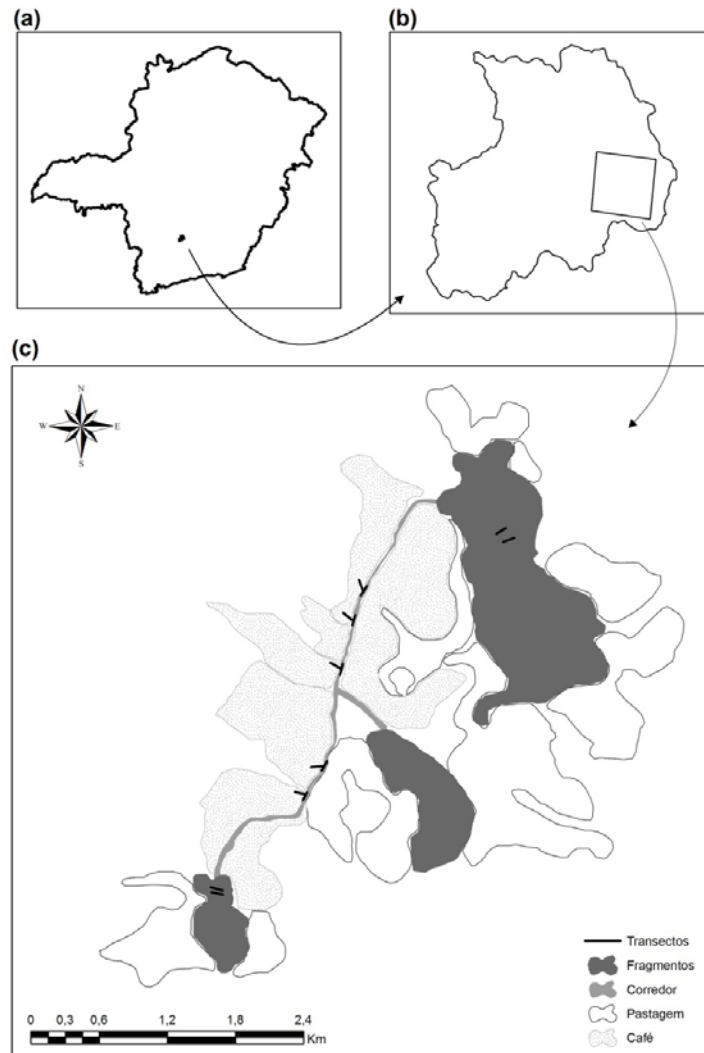 (a)
(b)
(c)
N
W E
S
Transectos
Fragmentos
Corredor
Pastagem
Café
0 0,3 0,6 1,2 1,8 2,4
Km